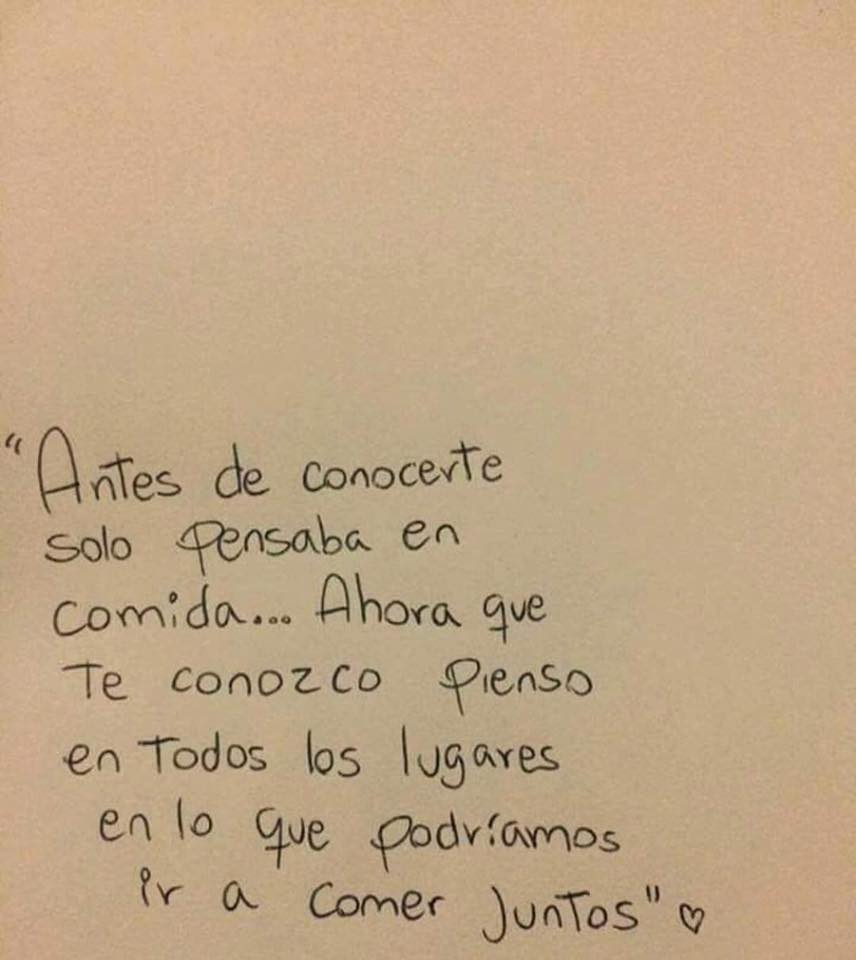 “Antes de conocerte
solo pensaba en
comida... Ahora que
te conozco pienso
en todos los lugares
en lo que podríamos
ir a comer juntos” ♡